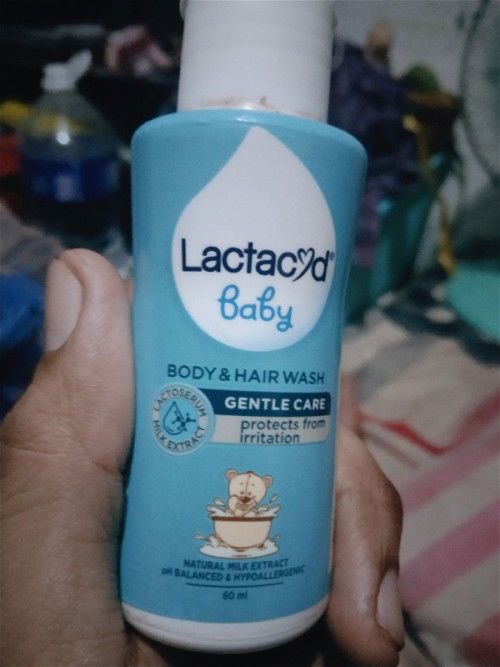 Lactacyd®
Baby
BODY & HAIR WASH
GENTLE CARE
protects from
irritation
LACTOSERUM
MILK EXTRACT
NATURAL MILK EXTRACT
pH BALANCED & HYPOALLERGENIC
60 ml